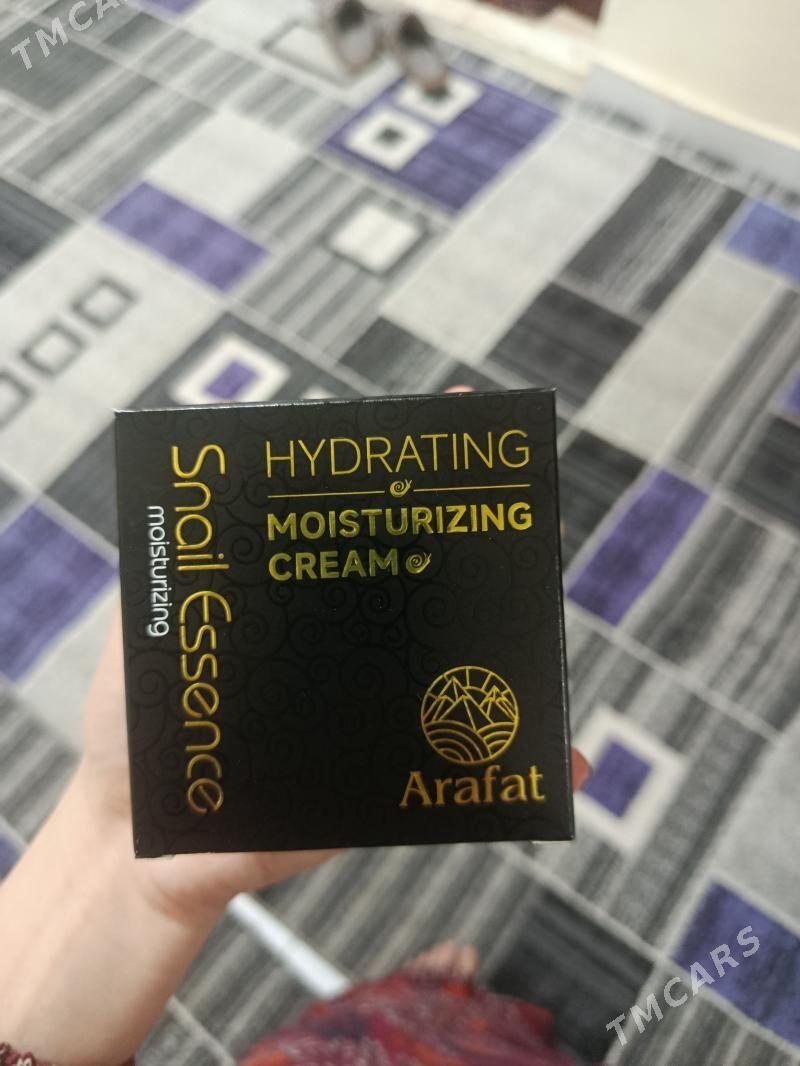 TMCARS
HYDRATING
MOISTURIZING
CREAM
Snail Essence
moisturizing
Arafat
TMCARS